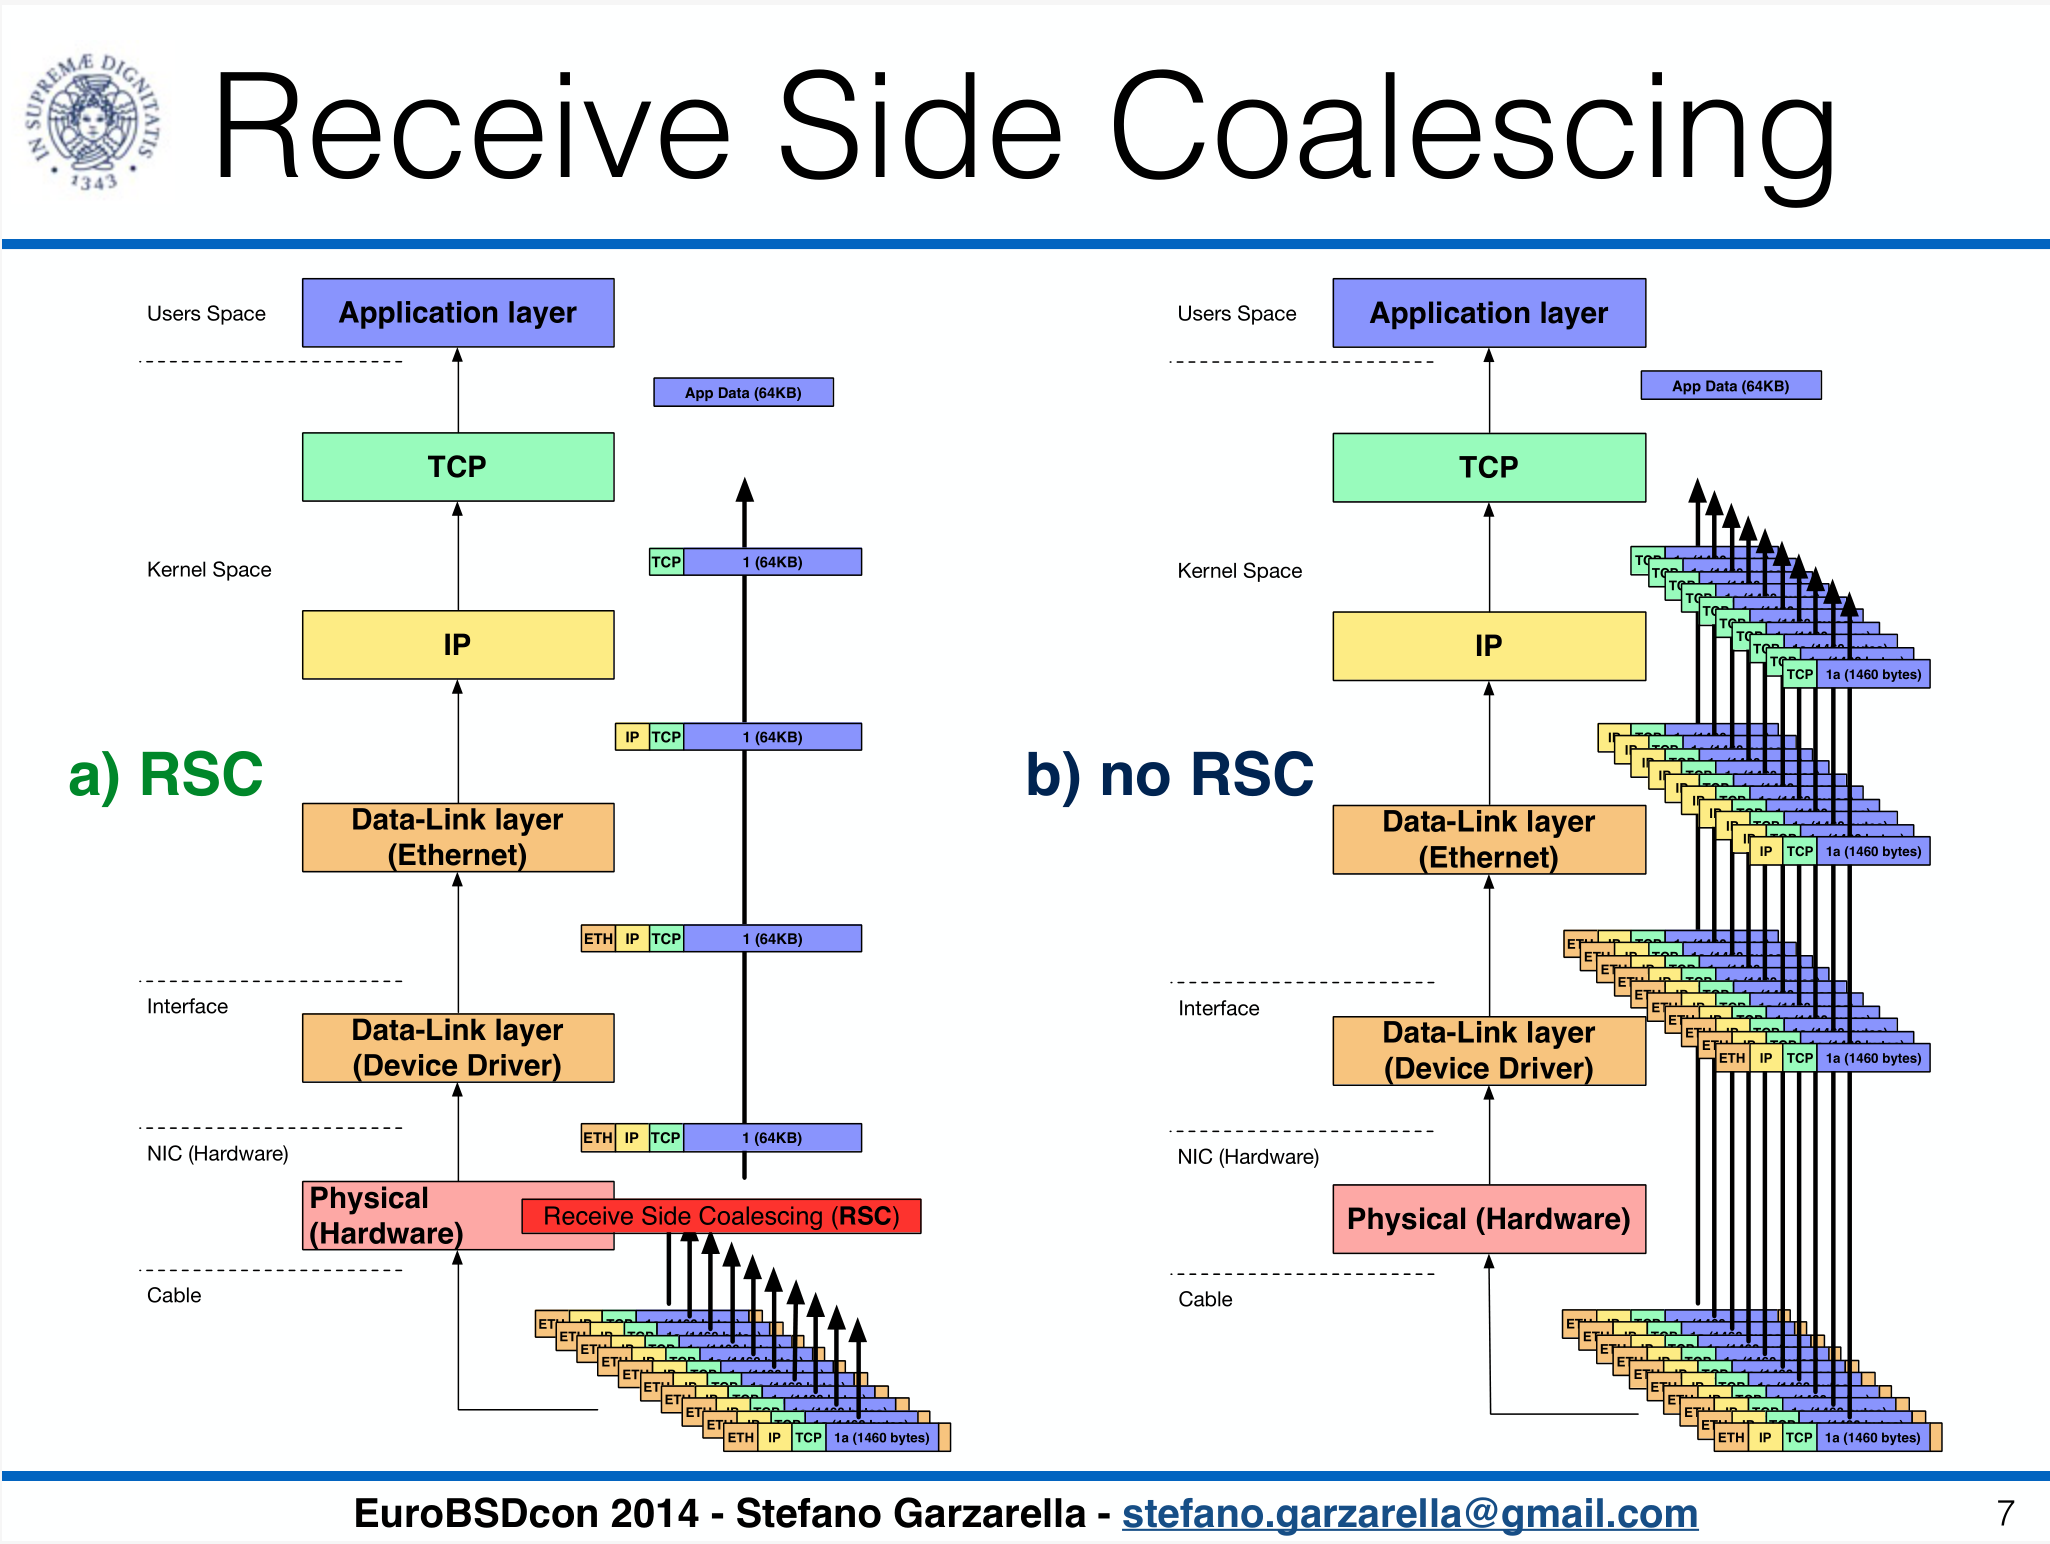 IN SUPREMÆ DIGNITATIS
· 1343 ·
Receive Side Coalescing
a) RSC
Users Space
Application layer
App Data (64KB)
TCP
Kernel Space
TCP 1 (64KB)
IP
IP TCP 1 (64KB)
Data-Link layer
(Ethernet)
ETH IP TCP 1 (64KB)
Interface
Data-Link layer
(Device Driver)
ETH IP TCP 1 (64KB)
NIC (Hardware)
Physical
(Hardware)
Receive Side Coalescing (RSC)
Cable
ETH IP TCP 1a (1460 bytes)
b) no RSC
Users Space
Application layer
App Data (64KB)
TCP
Kernel Space
TCP 1a (1460 bytes)
IP
IP TCP 1a (1460 bytes)
Data-Link layer
(Ethernet)
Interface
ETH IP TCP 1a (1460 bytes)
Data-Link layer
(Device Driver)
NIC (Hardware)
Physical (Hardware)
Cable
ETH IP TCP 1a (1460 bytes)
EuroBSDcon 2014 - Stefano Garzarella - stefano.garzarella@gmail.com
7